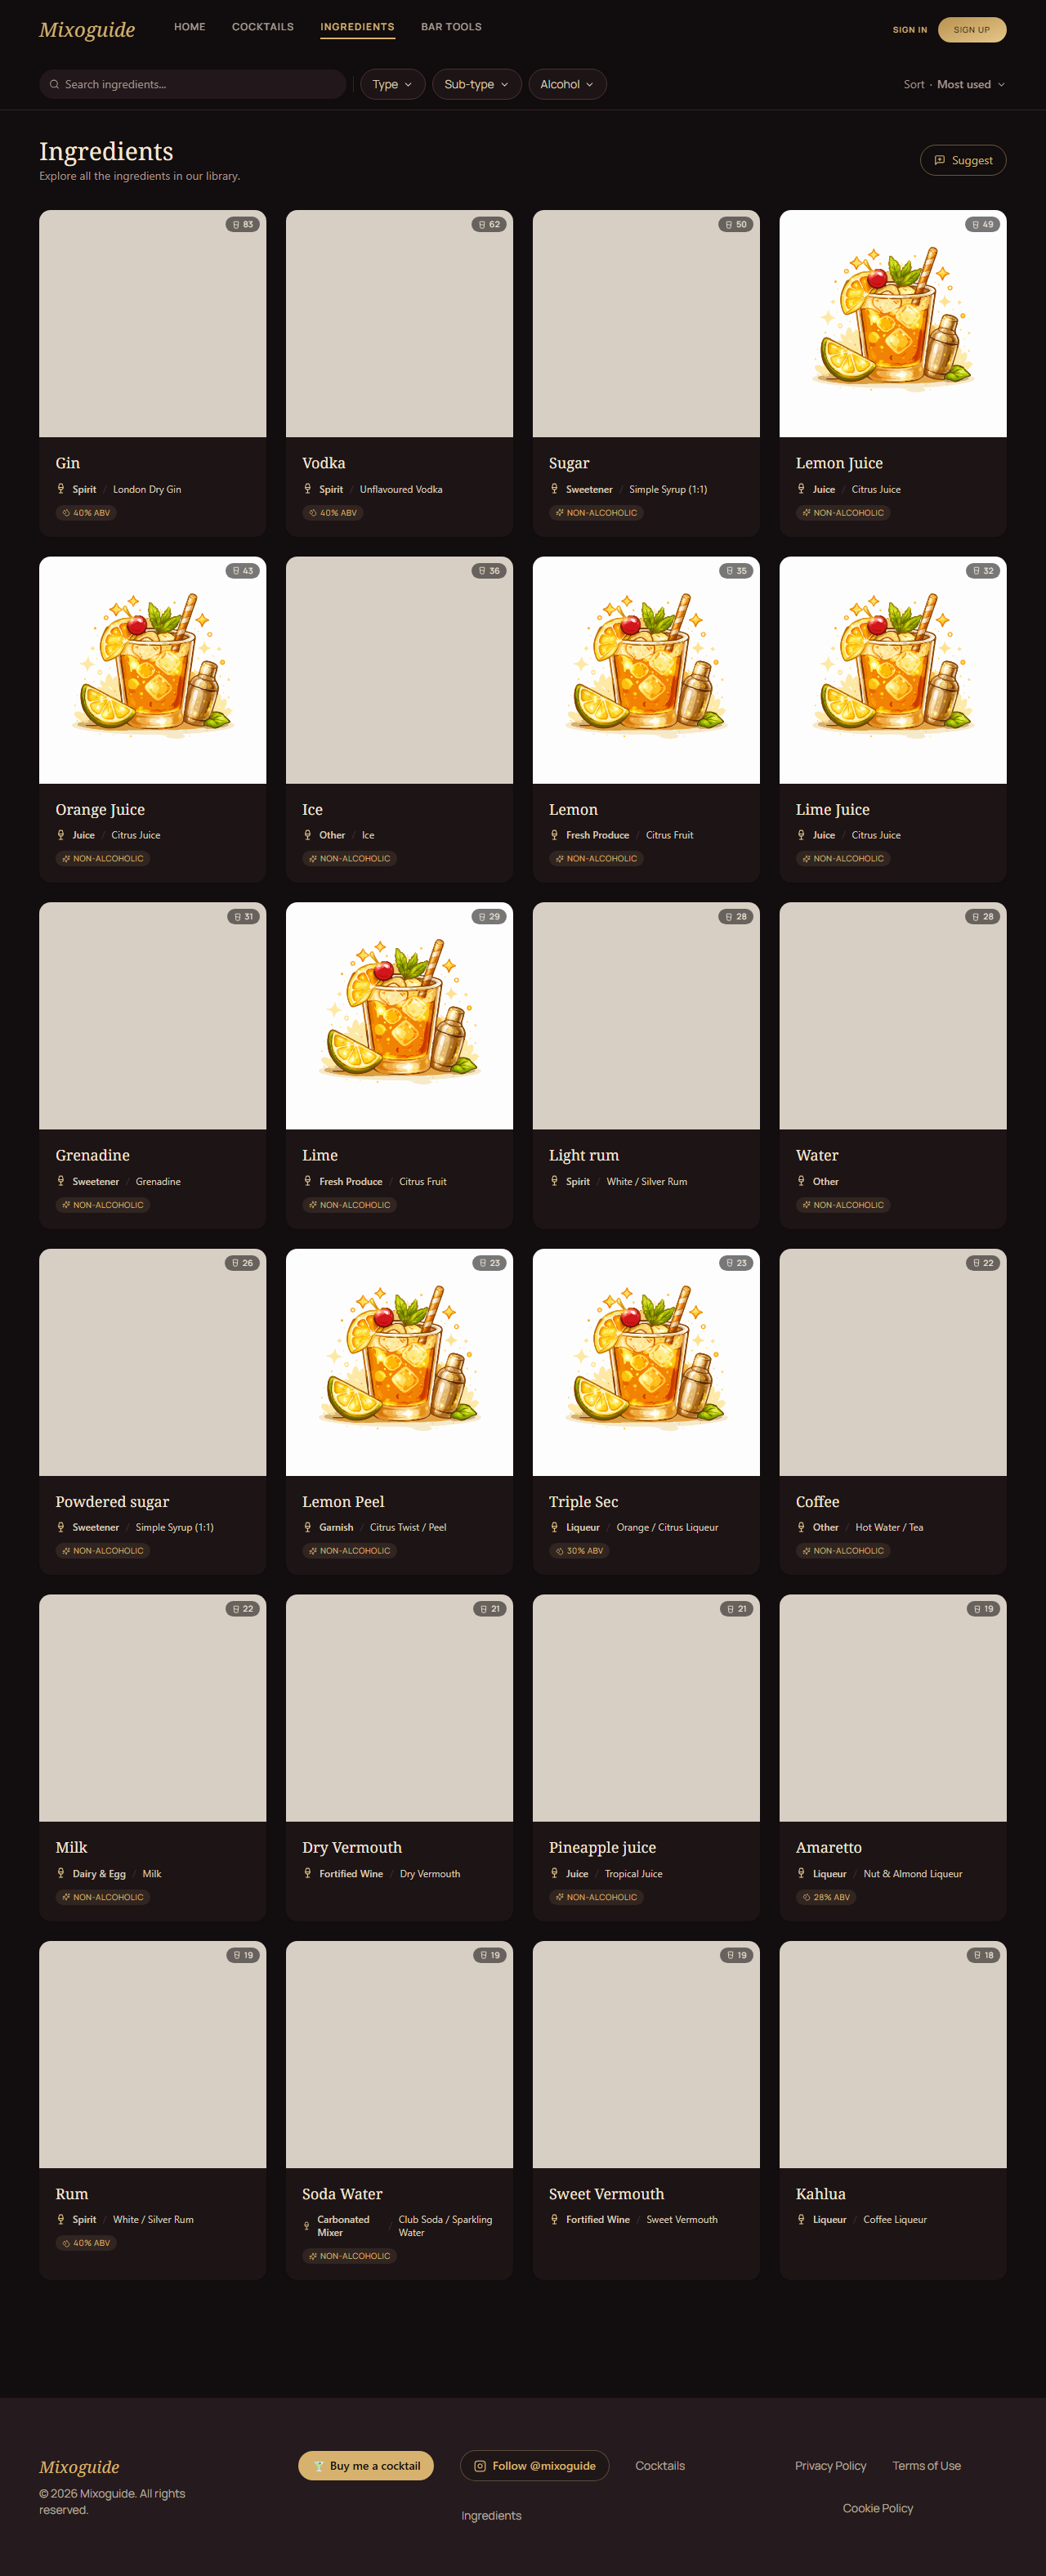 Mixoguide
HOME COCKTAILS INGREDIENTS BAR TOOLS
SIGN IN SIGN UP
Search ingredients...
Type Sub-type Alcohol
Sort · Most used
Ingredients
Explore all the ingredients in our library.
Suggest
83 62 50 49
Gin Vodka Sugar Lemon Juice
Spirit / London Dry Gin Spirit / Unflavoured Vodka Sweetener / Simple Syrup (1:1) Juice / Citrus Juice
40% ABV 40% ABV NON-ALCOHOLIC NON-ALCOHOLIC
43 36 35 32
Orange Juice Ice Lemon Lime Juice
Juice / Citrus Juice Other / Ice Fresh Produce / Citrus Fruit Juice / Citrus Juice
NON-ALCOHOLIC NON-ALCOHOLIC NON-ALCOHOLIC NON-ALCOHOLIC
31 29 28 28
Grenadine Lime Light rum Water
Sweetener / Grenadine Fresh Produce / Citrus Fruit Spirit / White / Silver Rum Other
NON-ALCOHOLIC NON-ALCOHOLIC NON-ALCOHOLIC
26 23 23 22
Powdered sugar Lemon Peel Triple Sec Coffee
Sweetener / Simple Syrup (1:1) Garnish / Citrus Twist / Peel Liqueur / Orange / Citrus Liqueur Other / Hot Water / Tea
NON-ALCOHOLIC NON-ALCOHOLIC 30% ABV NON-ALCOHOLIC
22 21 21 19
Milk Dry Vermouth Pineapple juice Amaretto
Dairy & Egg / Milk Fortified Wine / Dry Vermouth Juice / Tropical Juice Liqueur / Nut & Almond Liqueur
NON-ALCOHOLIC NON-ALCOHOLIC 28% ABV
19 19 19 18
Rum Soda Water Sweet Vermouth Kahlua
Spirit / White / Silver Rum Carbonated Mixer / Club Soda / Sparkling Water Fortified Wine / Sweet Vermouth Liqueur / Coffee Liqueur
40% ABV NON-ALCOHOLIC
Mixoguide
© 2026 Mixoguide. All rights
reserved.
Buy me a cocktail Follow @mixoguide Cocktails
Ingredients
Privacy Policy Terms of Use
Cookie Policy